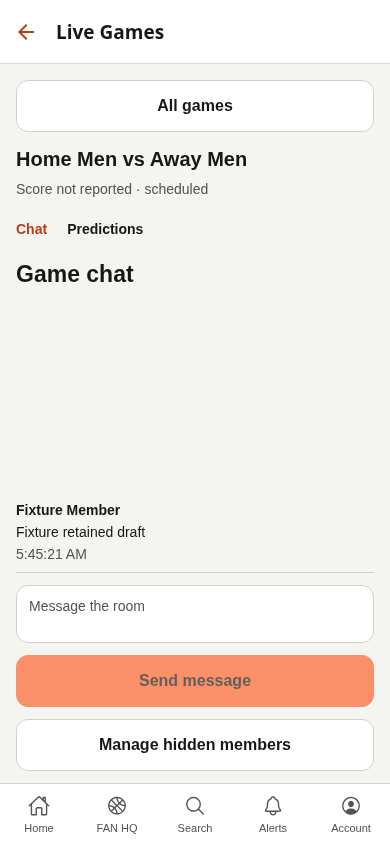 Live Games
All games
Home Men vs Away Men
Score not reported · scheduled
Chat Predictions
Game chat
Fixture Member
Fixture retained draft
5:45:21 AM
Message the room
Send message
Manage hidden members
Home FAN HQ Search Alerts Account